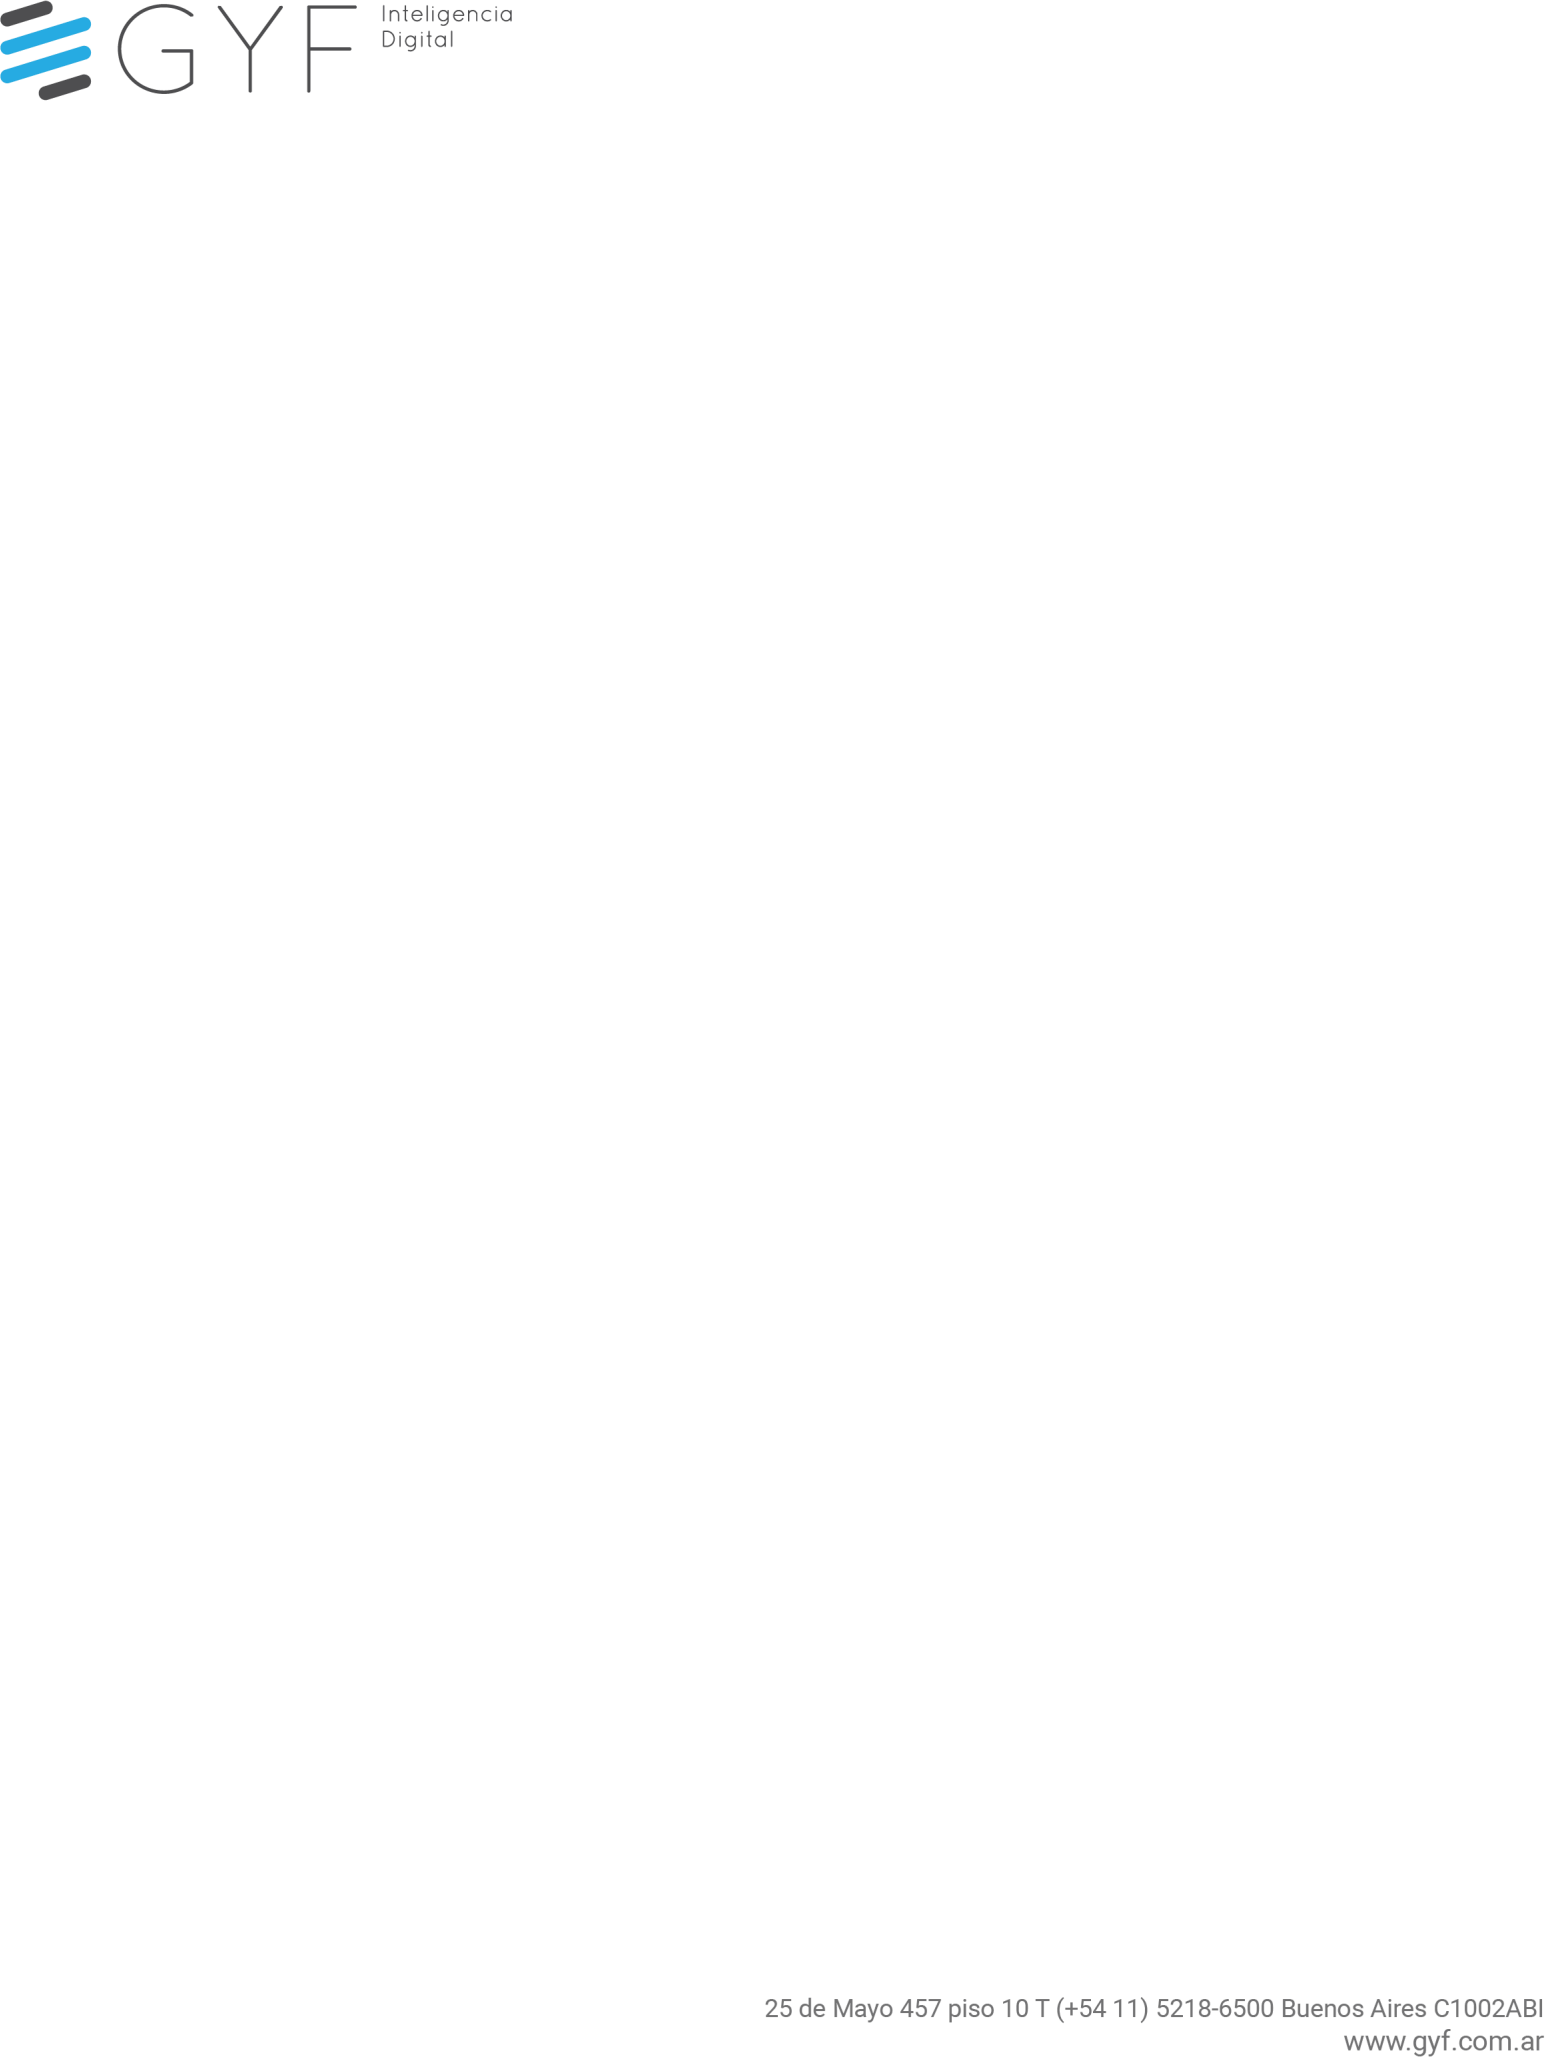 GYF
Inteligencia
Digital
25 de Mayo 457 piso 10 T (+54 11) 5218-6500 Buenos Aires C1002ABI
www.gyf.com.ar